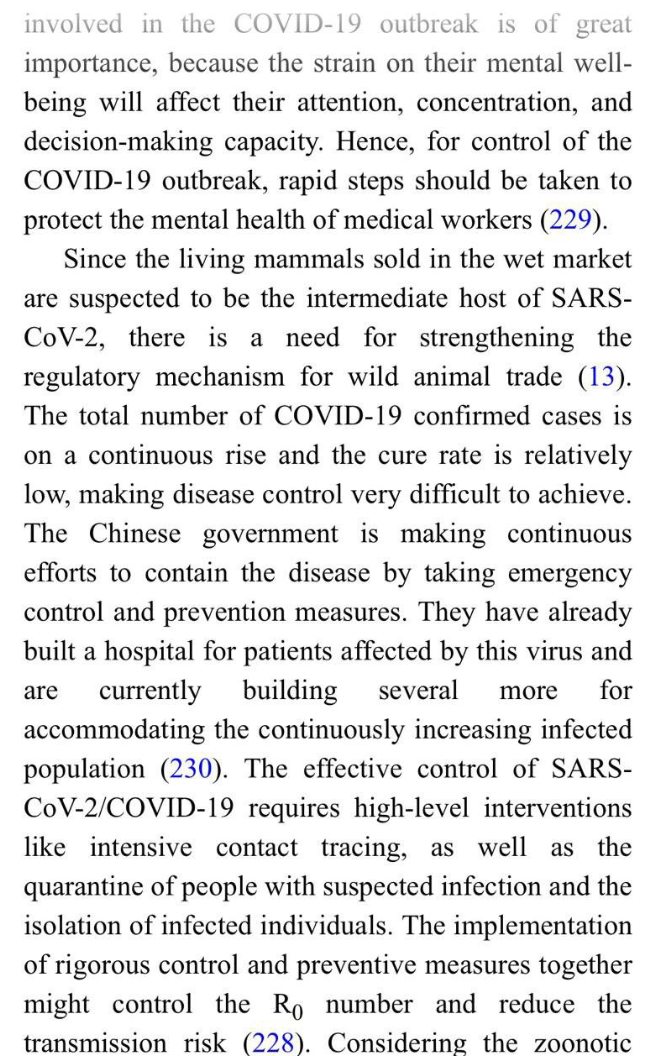 involved in the COVID-19 outbreak is of great
importance, because the strain on their mental well-
being will affect their attention, concentration, and
decision-making capacity. Hence, for control of the
COVID-19 outbreak, rapid steps should be taken to
protect the mental health of medical workers (229).
Since the living mammals sold in the wet market
are suspected to be the intermediate host of SARS-
CoV-2, there is a need for strengthening the
regulatory mechanism for wild animal trade (13).
The total number of COVID-19 confirmed cases is
on a continuous rise and the cure rate is relatively
low, making disease control very difficult to achieve.
The Chinese government is making continuous
efforts to contain the disease by taking emergency
control and prevention measures. They have already
built a hospital for patients affected by this virus and
are currently building several more for
accommodating the continuously increasing infected
population (230). The effective control of SARS-
CoV-2/COVID-19 requires high-level interventions
like intensive contact tracing, as well as the
quarantine of people with suspected infection and the
isolation of infected individuals. The implementation
of rigorous control and preventive measures together
might control the R0 number and reduce the
transmission risk (228). Considering the zoonotic